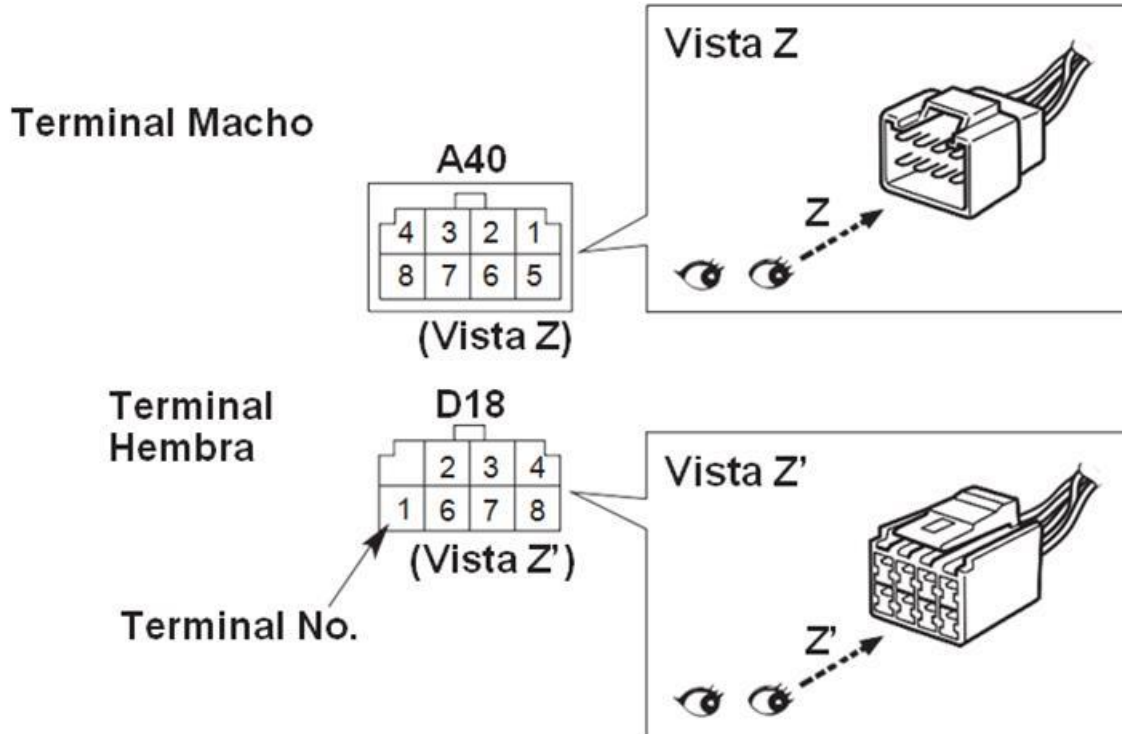 Vista Z
Terminal Macho
A40
4 3 2 1
8 7 6 5
Z
(Vista Z)
Terminal
Hembra
D18
2 3 4
1 6 7 8
(Vista Z')
Terminal No.
Vista Z'
Z'